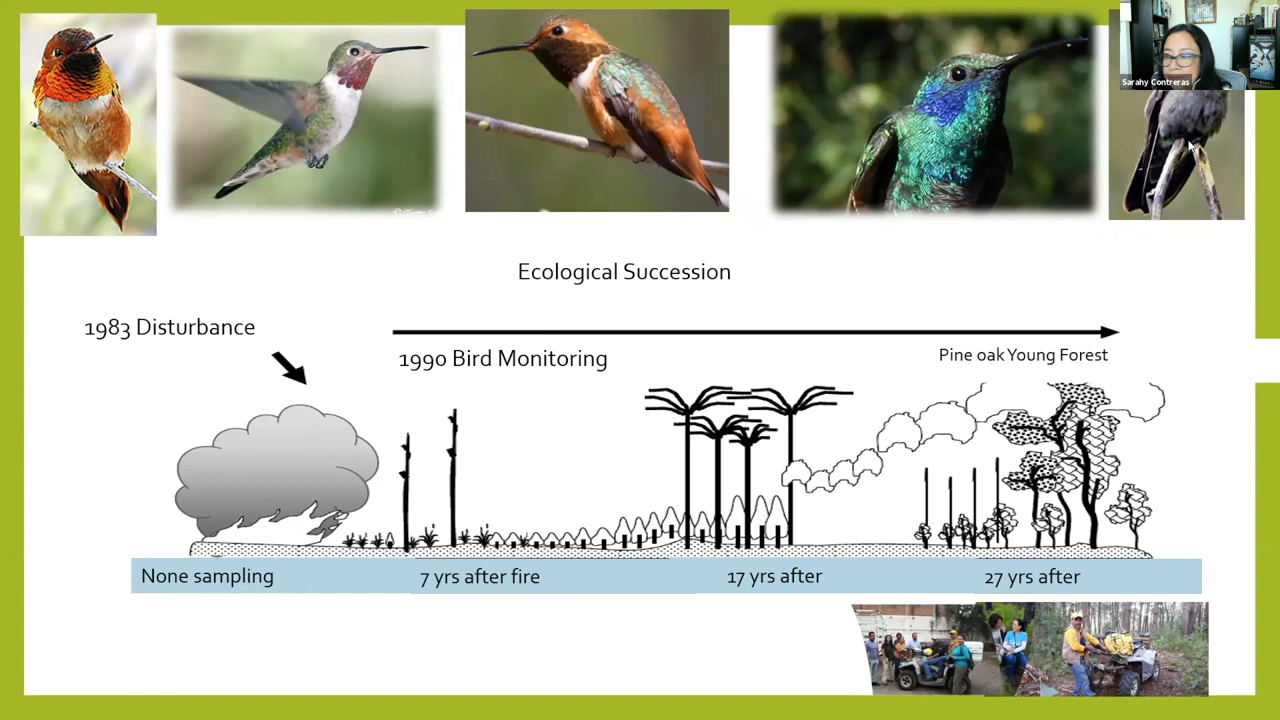 Sarahy Contreras
Ecological Succession
1983 Disturbance
1990 Bird Monitoring
Pine oak Young Forest
None sampling
7 yrs after fire
17 yrs after
27 yrs after